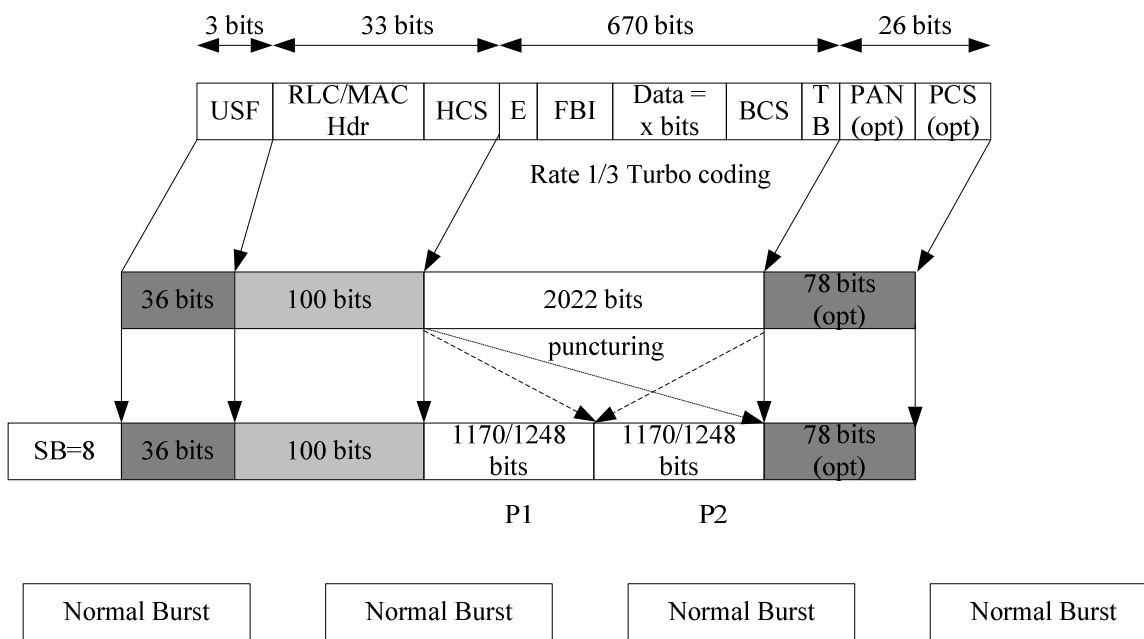 3 bits 33 bits 670 bits 26 bits
USF RLC/MAC Hdr HCS E FBI Data = x bits BCS T B PAN (opt) PCS (opt)
Rate 1/3 Turbo coding
36 bits 100 bits 2022 bits 78 bits (opt)
puncturing
SB=8 36 bits 100 bits 1170/1248 bits 1170/1248 bits 78 bits (opt)
P1 P2
Normal Burst Normal Burst Normal Burst Normal Burst